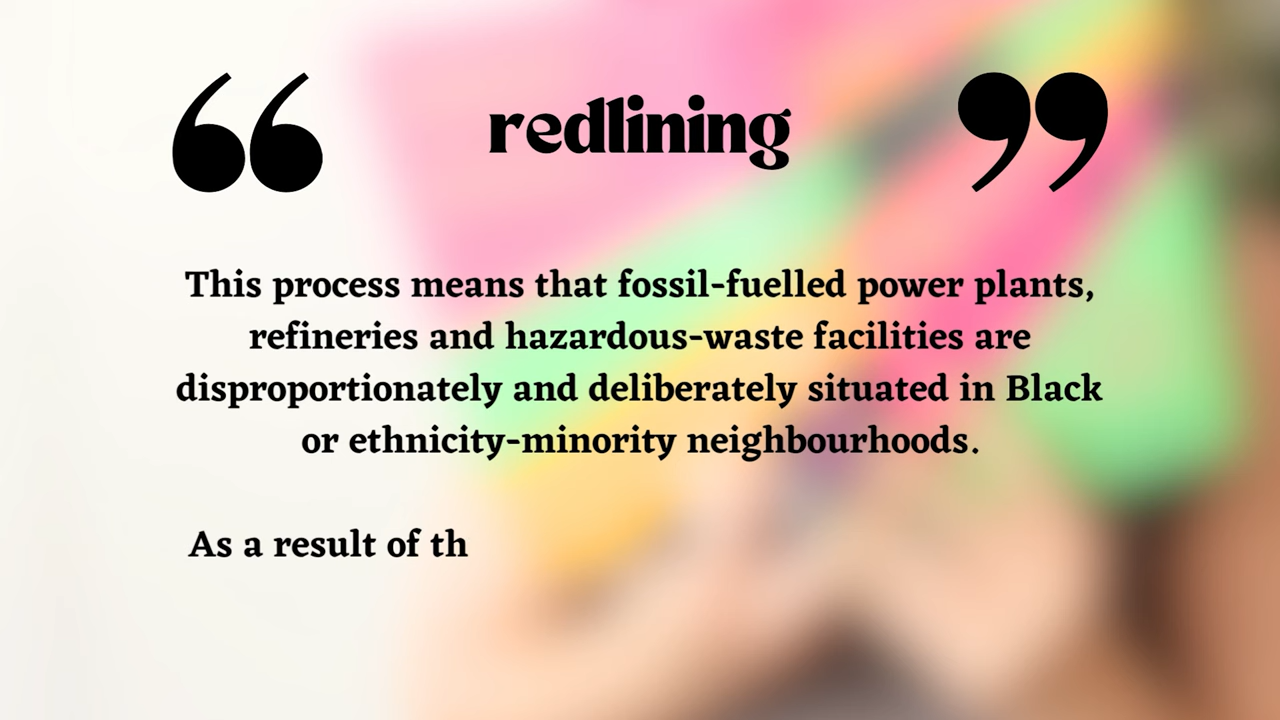 “ redlining ”
This process means that fossil-fuelled power plants,
refineries and hazardous-waste facilities are
disproportionately and deliberately situated in Black
or ethnicity-minority neighbourhoods.
As a result of th